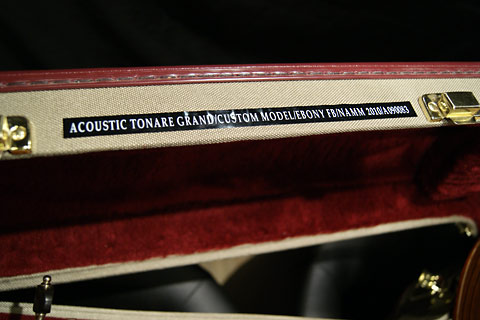 ACOUSTIC TONARE GRAND/CUSTOM MODEL/EBONY FB/NAMM 2010/A090083